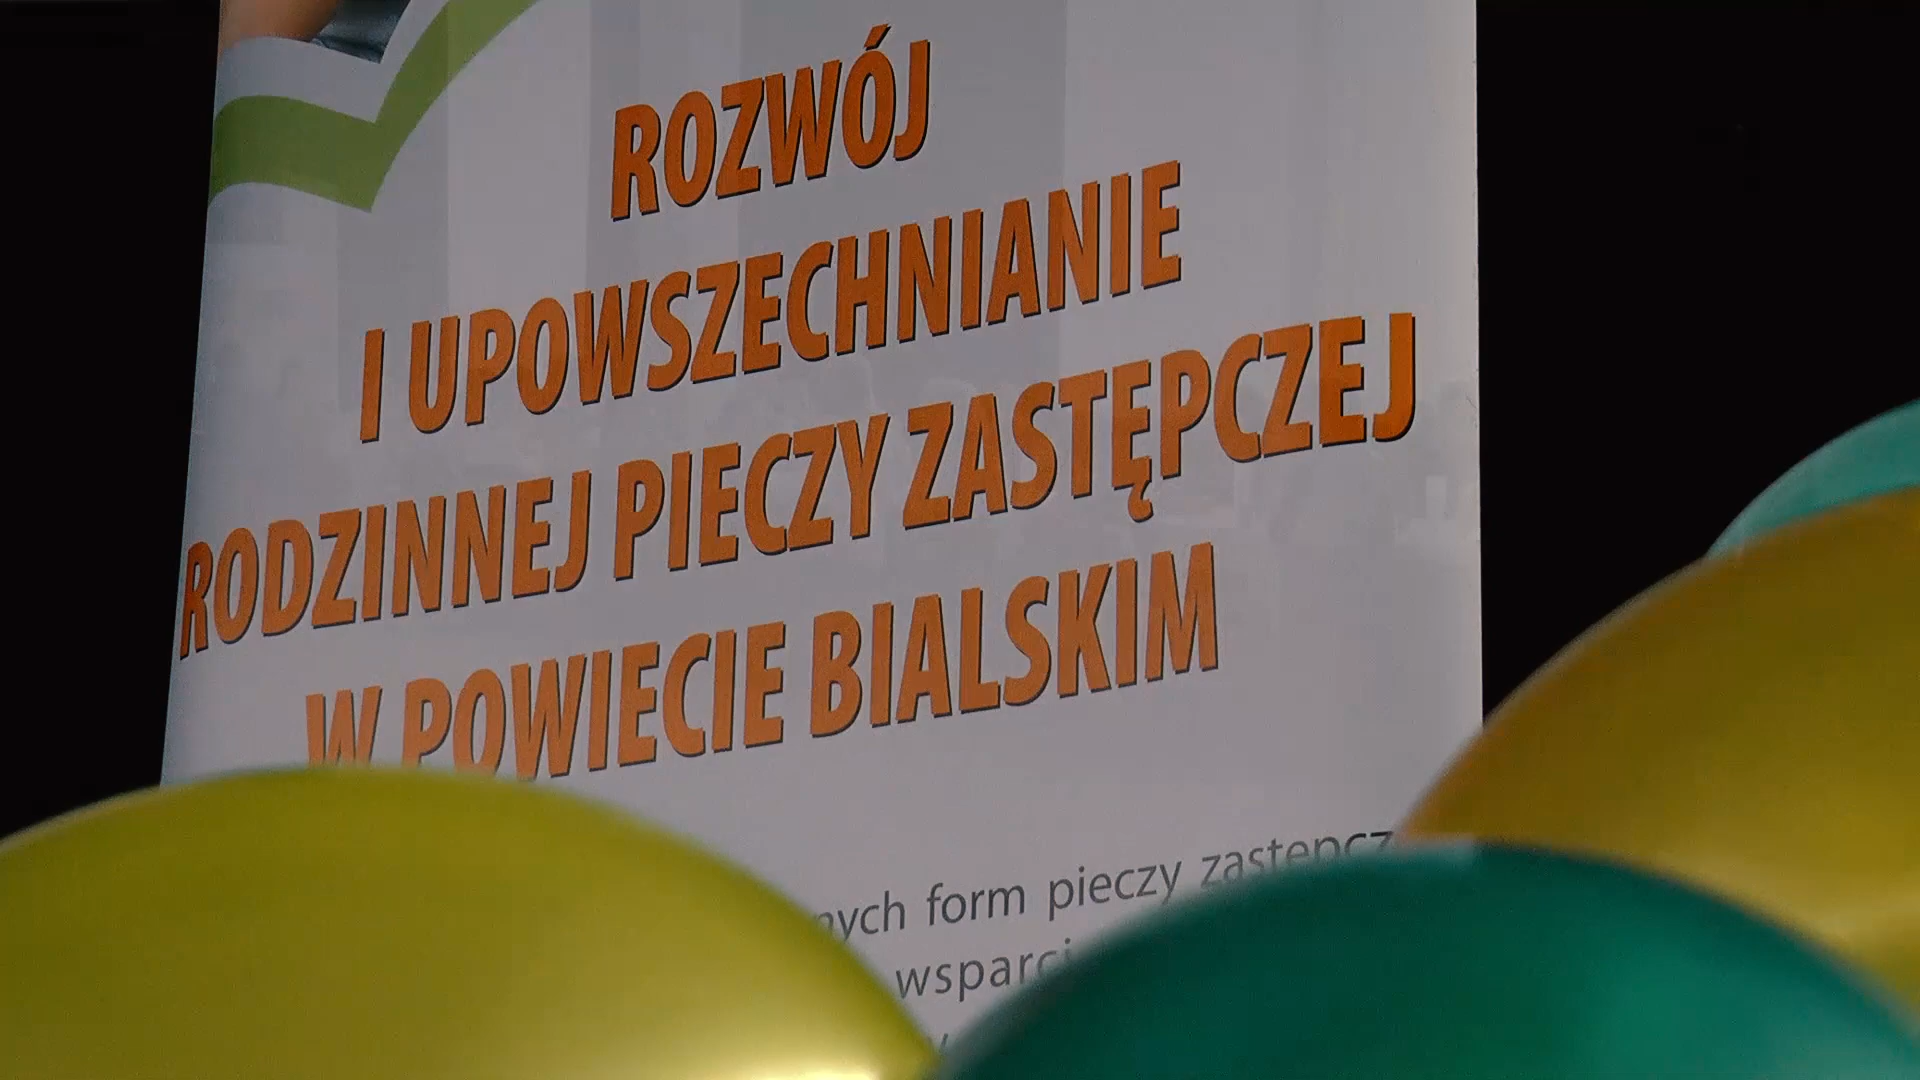 ROZWÓJ
I UPOWSZECHNIANIE
RODZINNEJ PIECZY ZASTĘPCZEJ
W POWIECIE BIALSKIM
form pieczy